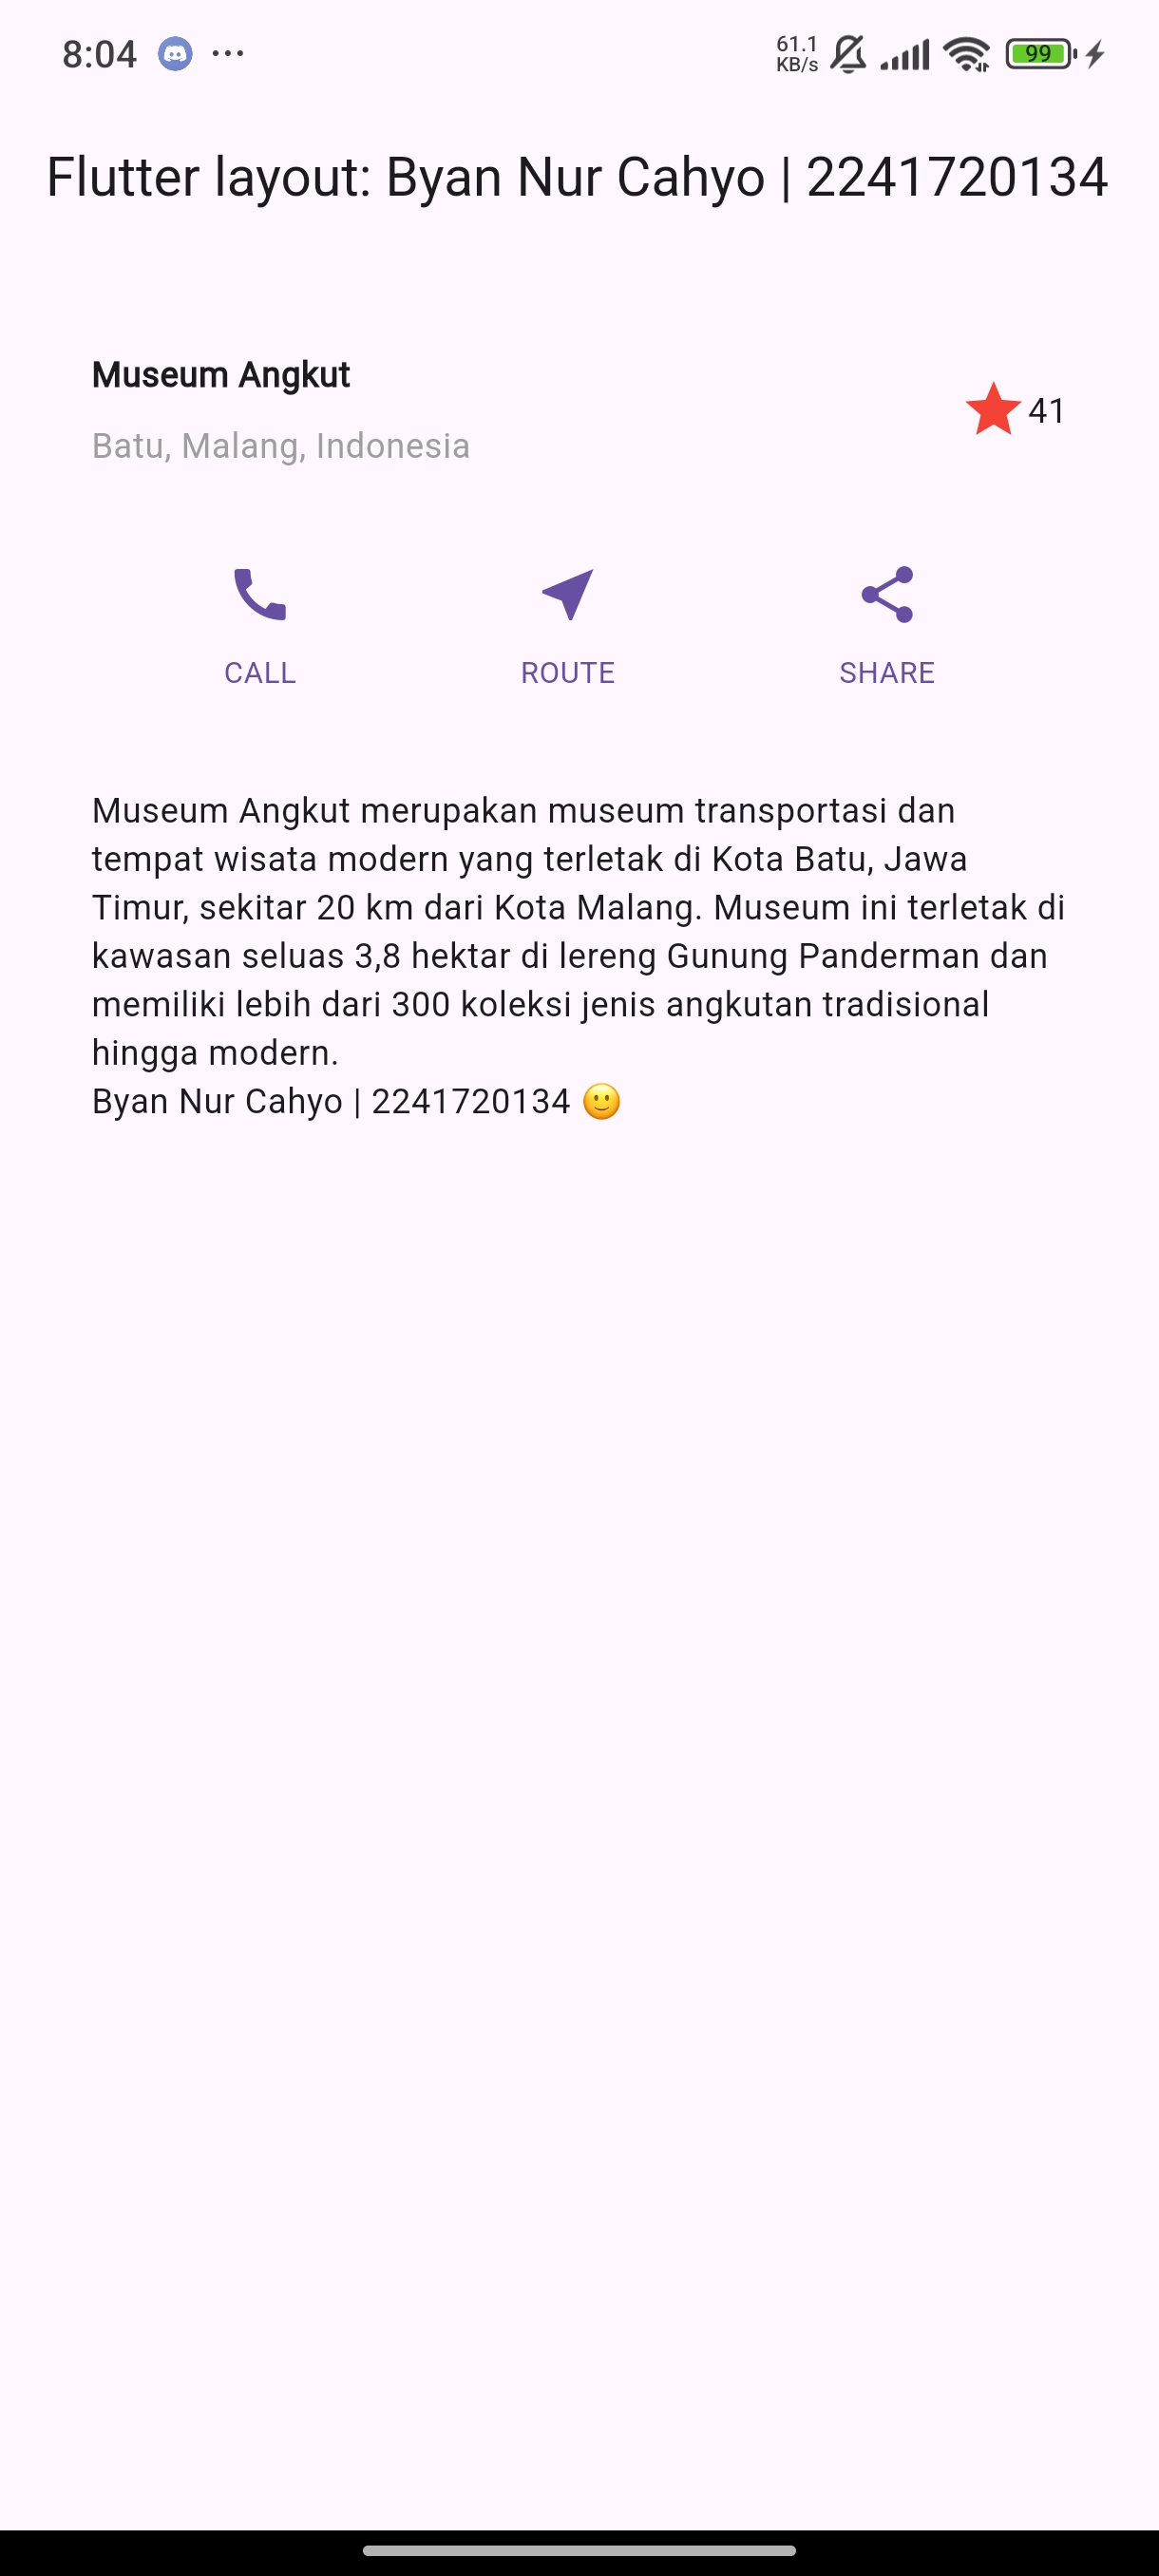 8:04
61.1
KB/s
99
Flutter layout: Byan Nur Cahyo | 2241720134
Museum Angkut
Batu, Malang, Indonesia
41
CALL ROUTE SHARE
Museum Angkut merupakan museum transportasi dan
tempat wisata modern yang terletak di Kota Batu, Jawa
Timur, sekitar 20 km dari Kota Malang. Museum ini terletak di
kawasan seluas 3,8 hektar di lereng Gunung Panderman dan
memiliki lebih dari 300 koleksi jenis angkutan tradisional
hingga modern.
Byan Nur Cahyo | 2241720134 🙂